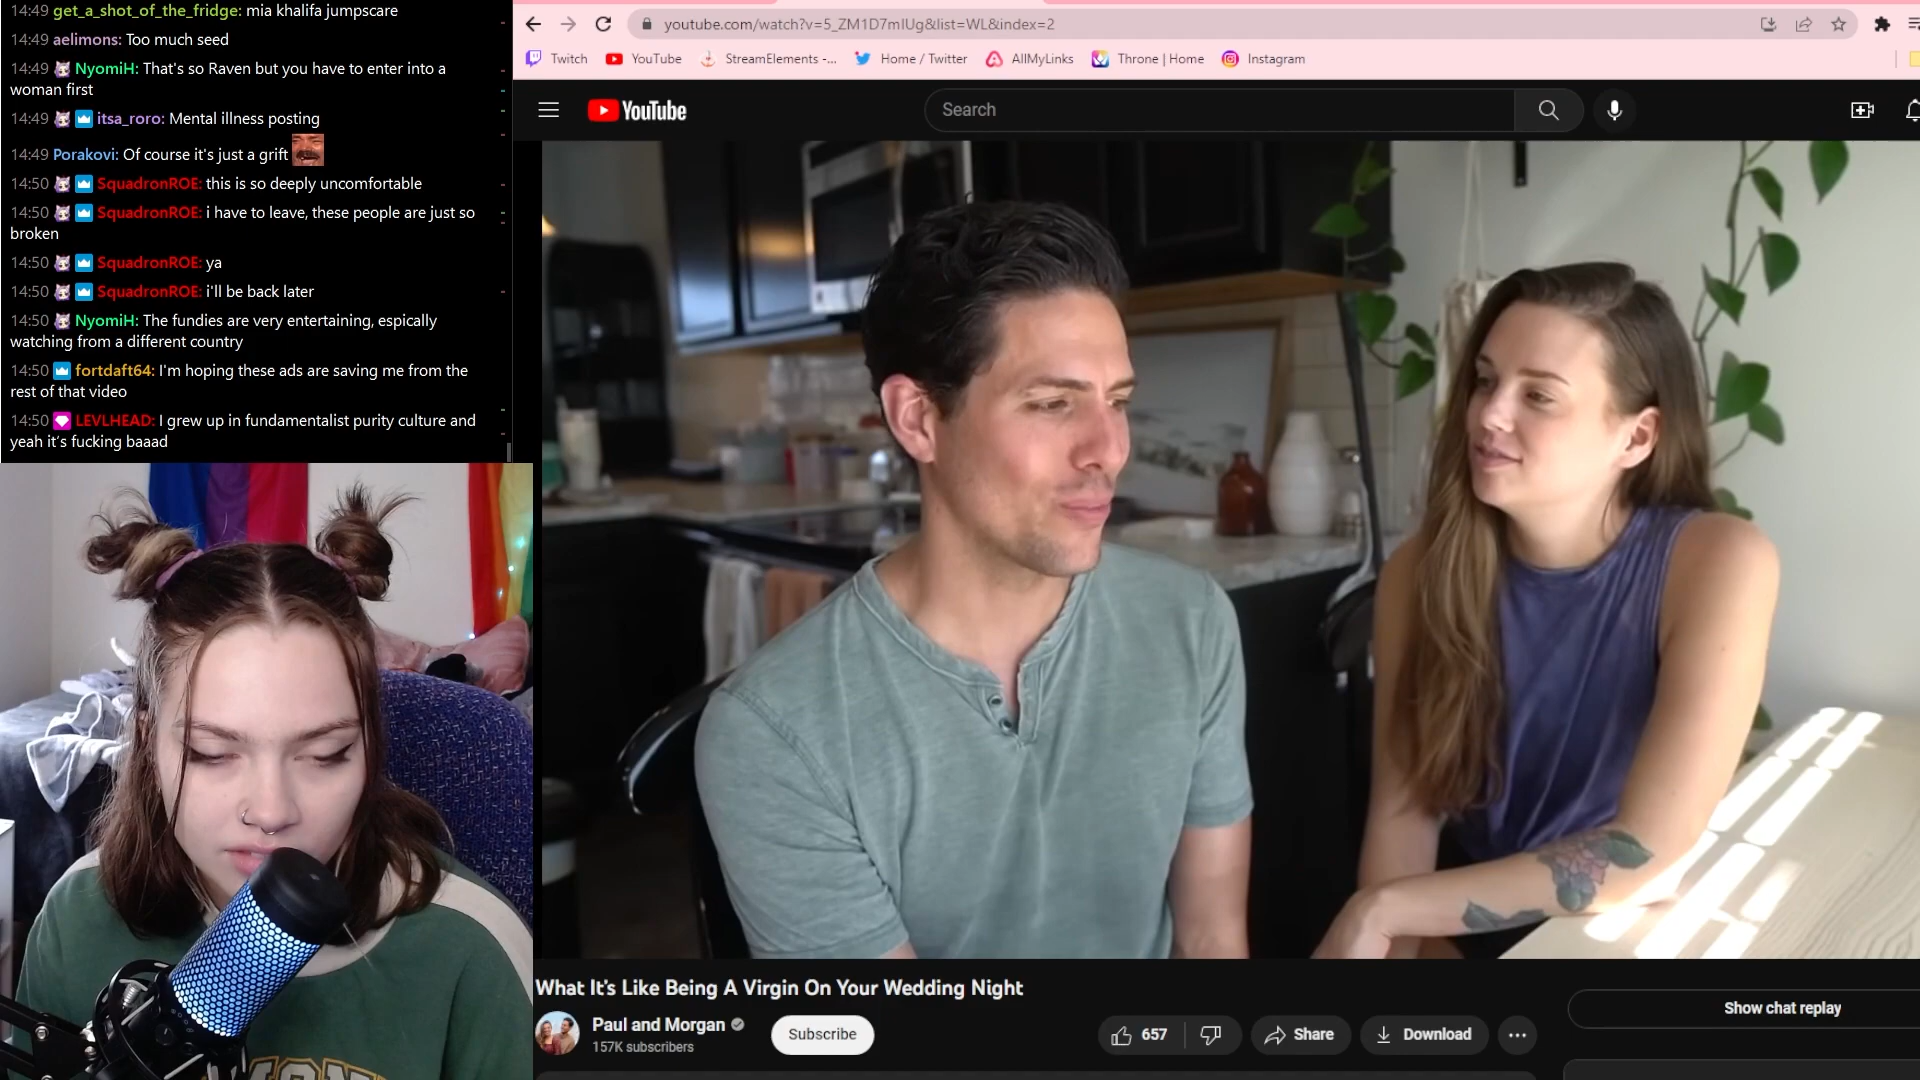 14:49 get_a_shot_of_the_fridge: mia khalifa jumpscare
14:49 aelimons: Too much seed
14:49 NyomiH: That's so Raven but you have to enter into a
woman first
14:49 itsa_roro: Mental illness posting
14:49 Porakovi: Of course it's just a grift
14:50 SquadronROE: this is so deeply uncomfortable
14:50 SquadronROE: i have to leave, these people are just so
broken
14:50 SquadronROE: ya
14:50 SquadronROE: i'll be back later
14:50 NyomiH: The fundies are very entertaining, espically
watching from a different country
14:50 fortdaft64: I'm hoping these ads are saving me from the
rest of that video
14:50 LEVLHEAD: I grew up in fundamentalist purity culture and
yeah it's fucking baaad
youtube.com/watch?v=5_ZM1D7mlUg&list=WL&index=2
Twitch YouTube StreamElements -... Home / Twitter AllMyLinks Throne | Home Instagram
YouTube
Search
What It's Like Being A Virgin On Your Wedding Night
Paul and Morgan
157K subscribers
Subscribe
657
Share
Download
Show chat replay